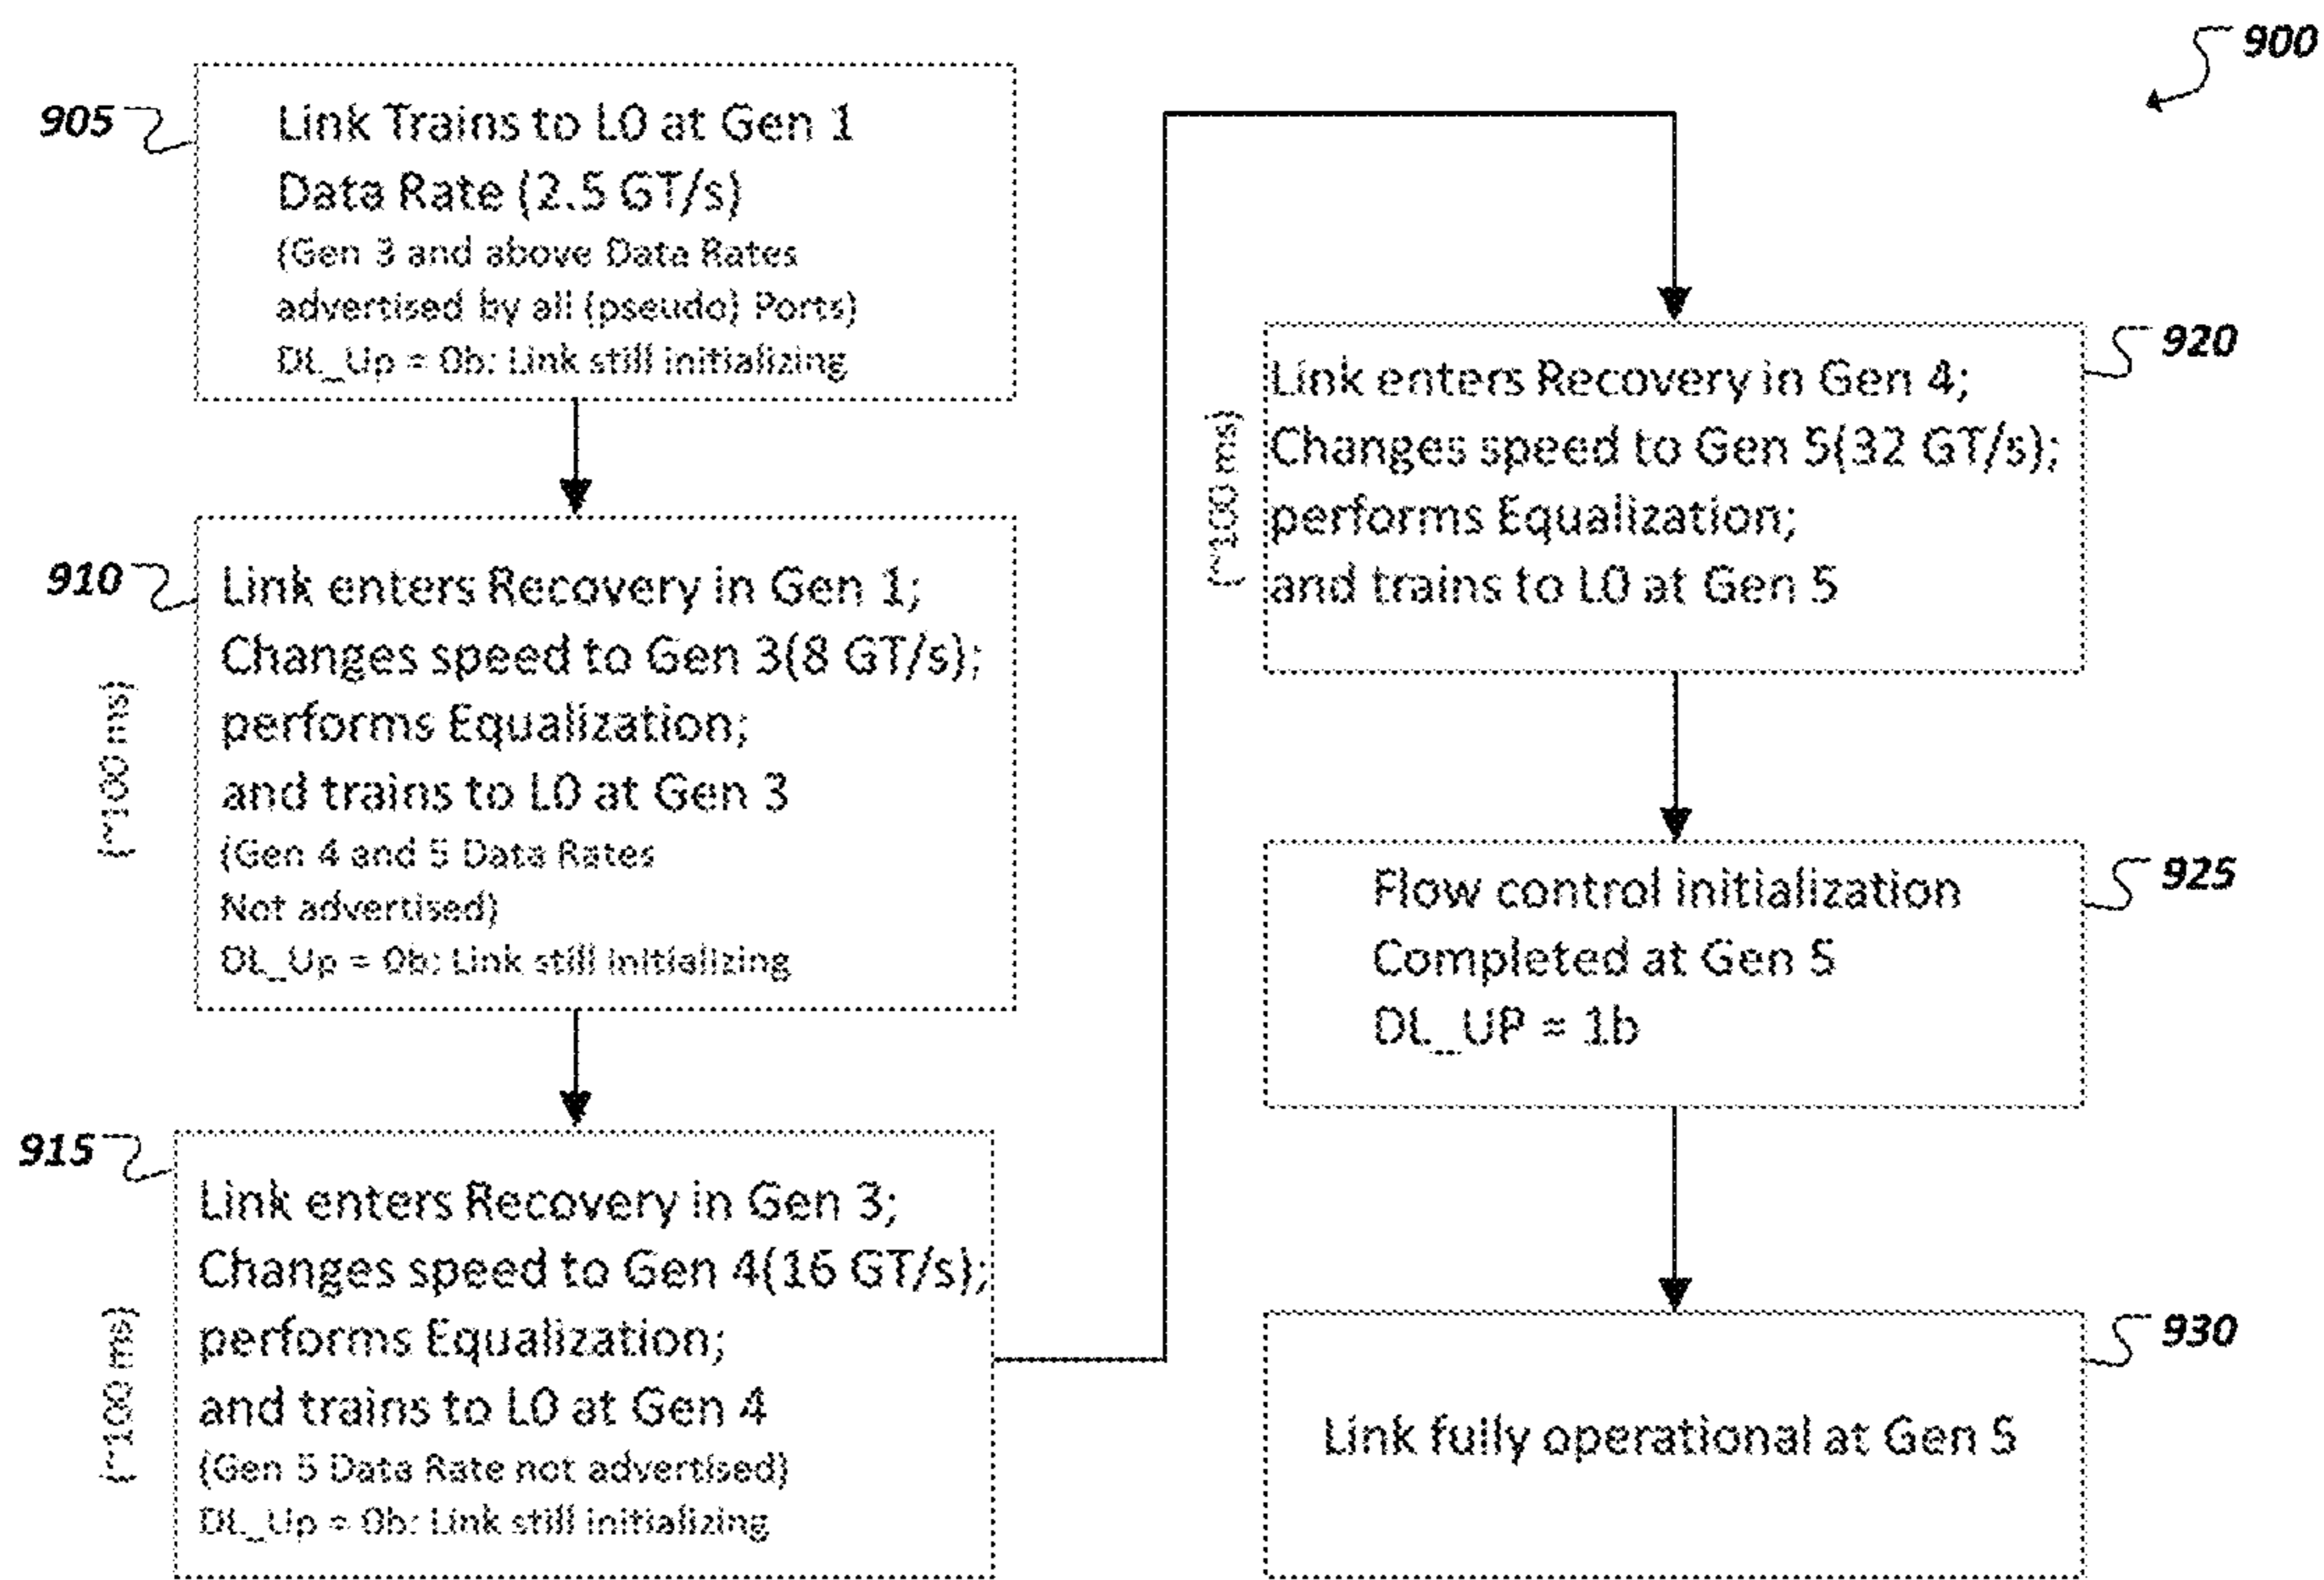 900
905
Link Trains to L0 at Gen 1
Data Rate (2.5 GT/s)
(Gen 3 and above Data Rates
advertised by all (pseudo) Ports)
DL_Up = 0b: Link still initializing
910
(~100 ms)
Link enters Recovery in Gen 1;
Changes speed to Gen 3(8 GT/s);
performs Equalization;
and trains to L0 at Gen 3
(Gen 4 and 5 Data Rates
Not advertised)
DL_Up = 0b: Link still initializing
915
(~100 ms)
Link enters Recovery in Gen 3;
Changes speed to Gen 4(16 GT/s);
performs Equalization;
and trains to L0 at Gen 4
(Gen 5 Data Rate not advertised)
DL_Up = 0b: Link still initializing
920
(~100 ms)
Link enters Recovery in Gen 4;
Changes speed to Gen 5(32 GT/s);
performs Equalization;
and trains to L0 at Gen 5
925
Flow control initialization
Completed at Gen 5
DL_UP = 1b
930
Link fully operational at Gen 5